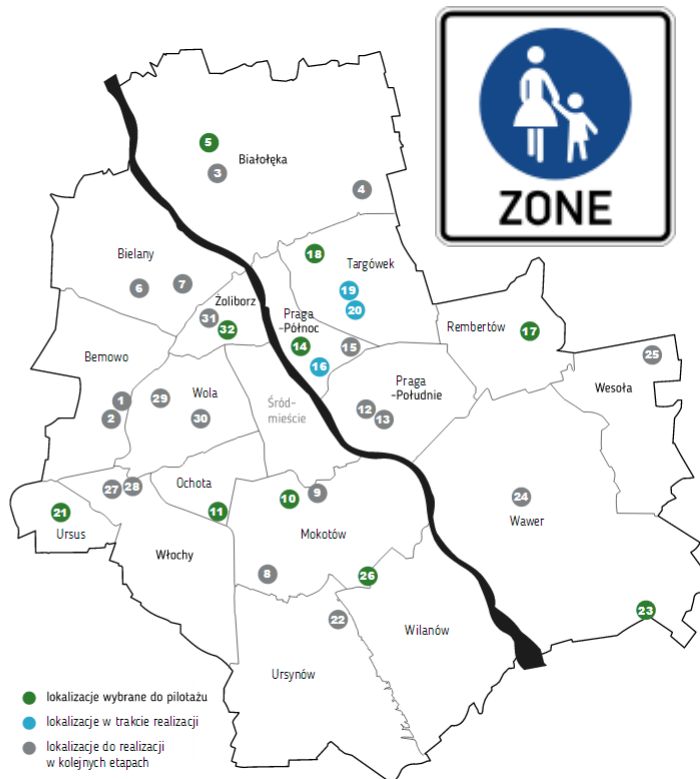 ZONE
5
Białołęka
3
4
Bielany
18
Targówek
6
7
19
20
Żoliborz
31
32
Praga
-Północ
14
15
16
Rembertów
17
25
Wesoła
Bemowo
1
2
29
Wola
30
Śród-
mieście
Praga
-Południe
12
13
27
28
Ochota
21
Ursus
11
10
9
Mokotów
24
Wawer
Włochy
8
26
23
22
Wilanów
Ursynów
lokalizacje wybrane do pilotażu
lokalizacje w trakcie realizacji
lokalizacje do realizacji
w kolejnych etapach